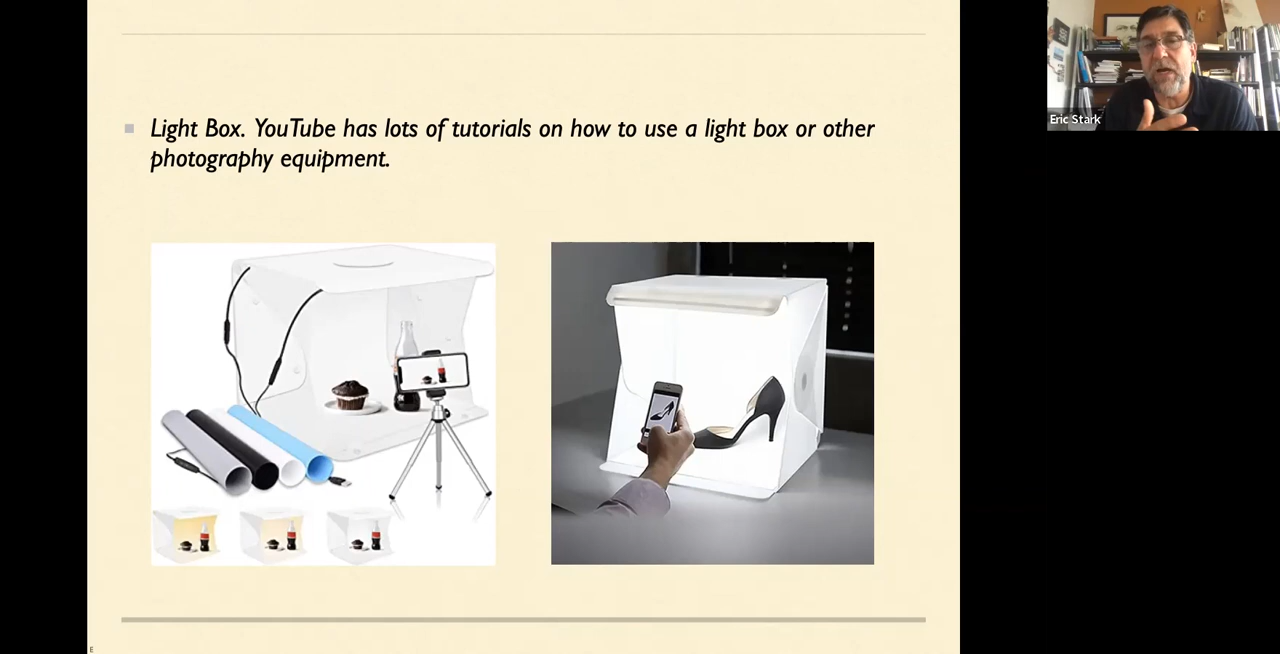 Light Box. YouTube has lots of tutorials on how to use a light box or other
photography equipment.
Eric Stark
E